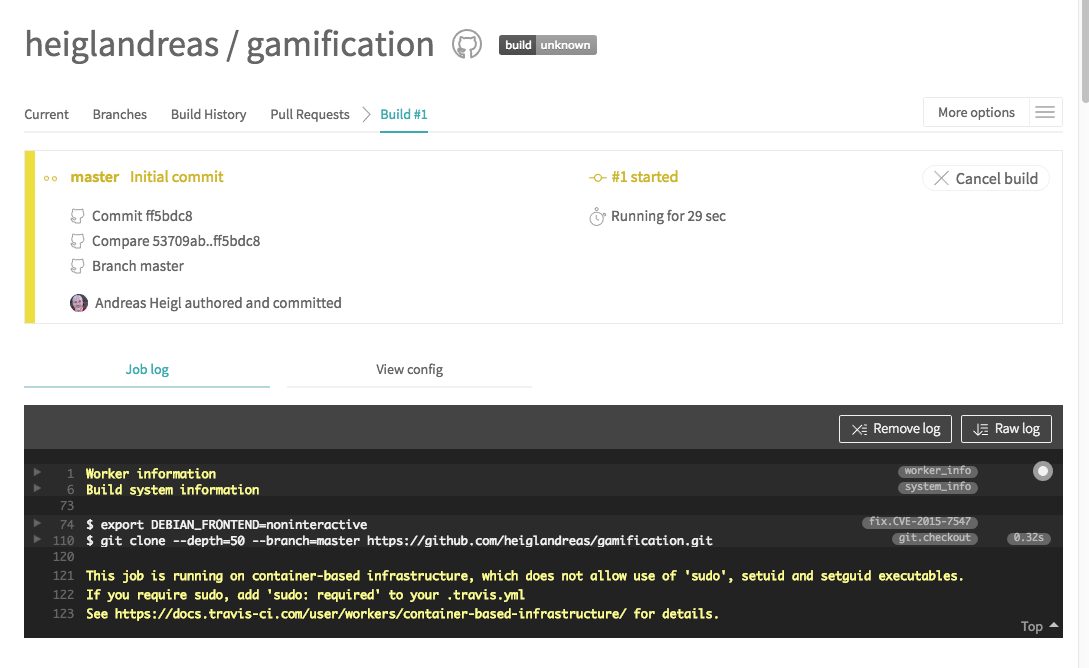 heiglandreas / gamification build unknown
Current Branches Build History Pull Requests Build #1 More options
master Initial commit #1 started Cancel build
Commit ff5bdc8 Running for 29 sec
Compare 53709ab..ff5bdc8
Branch master
Andreas Heigl authored and committed
Job log View config
Remove log Raw log
1 Worker information worker_info
6 Build system information system_info
73
74 $ export DEBIAN_FRONTEND=noninteractive fix.CVE-2015-7547
110 $ git clone --depth=50 --branch=master https://github.com/heiglandreas/gamification.git git.checkout 0.32s
120
121 This job is running on container-based infrastructure, which does not allow use of 'sudo', setuid and setguid executables.
122 If you require sudo, add 'sudo: required' to your .travis.yml
123 See https://docs.travis-ci.com/user/workers/container-based-infrastructure/ for details.
Top